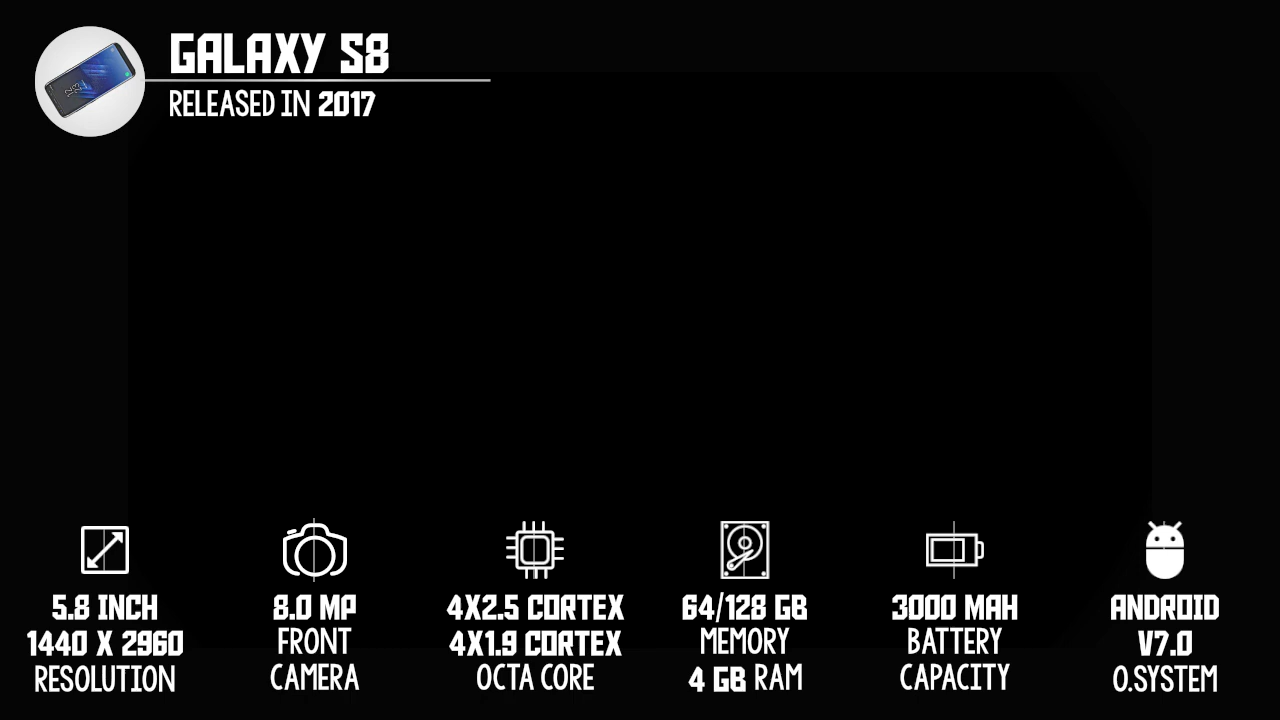 GALAXY S8
RELEASED IN 2017
5.8 INCH
1440 X 2960
RESOLUTION
8.0 MP
FRONT
CAMERA
4X2.5 CORTEX
4X1.9 CORTEX
OCTA CORE
64/128 GB
MEMORY
4 GB RAM
3000 MAH
BATTERY
CAPACITY
ANDROID
V7.0
O.SYSTEM